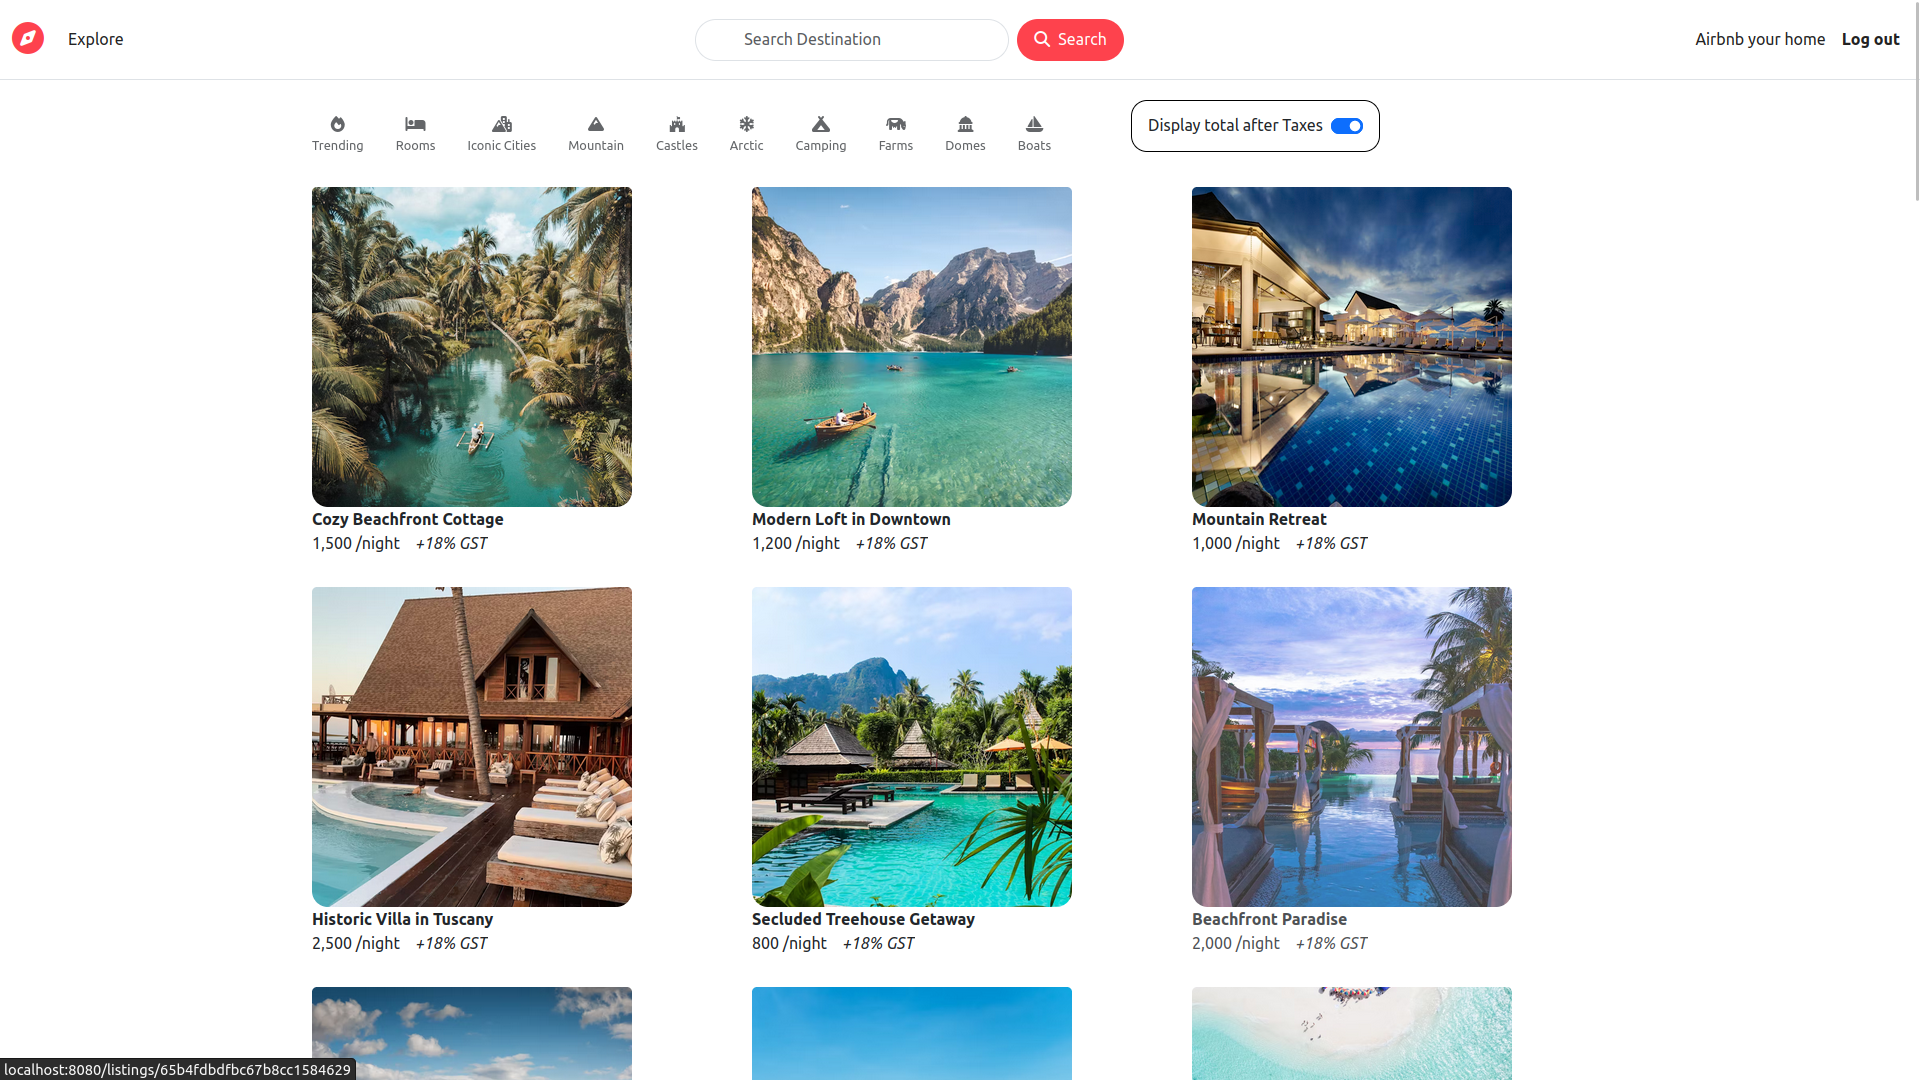 Explore
Search Destination
Search
Airbnb your home
Log out
Trending
Rooms
Iconic Cities
Mountain
Castles
Arctic
Camping
Farms
Domes
Boats
Display total after Taxes
Cozy Beachfront Cottage
1,500 /night +18% GST
Modern Loft in Downtown
1,200 /night +18% GST
Mountain Retreat
1,000 /night +18% GST
Historic Villa in Tuscany
2,500 /night +18% GST
Secluded Treehouse Getaway
800 /night +18% GST
Beachfront Paradise
2,000 /night +18% GST
localhost:8080/listings/65b4fdbdfbc67b8cc1584629